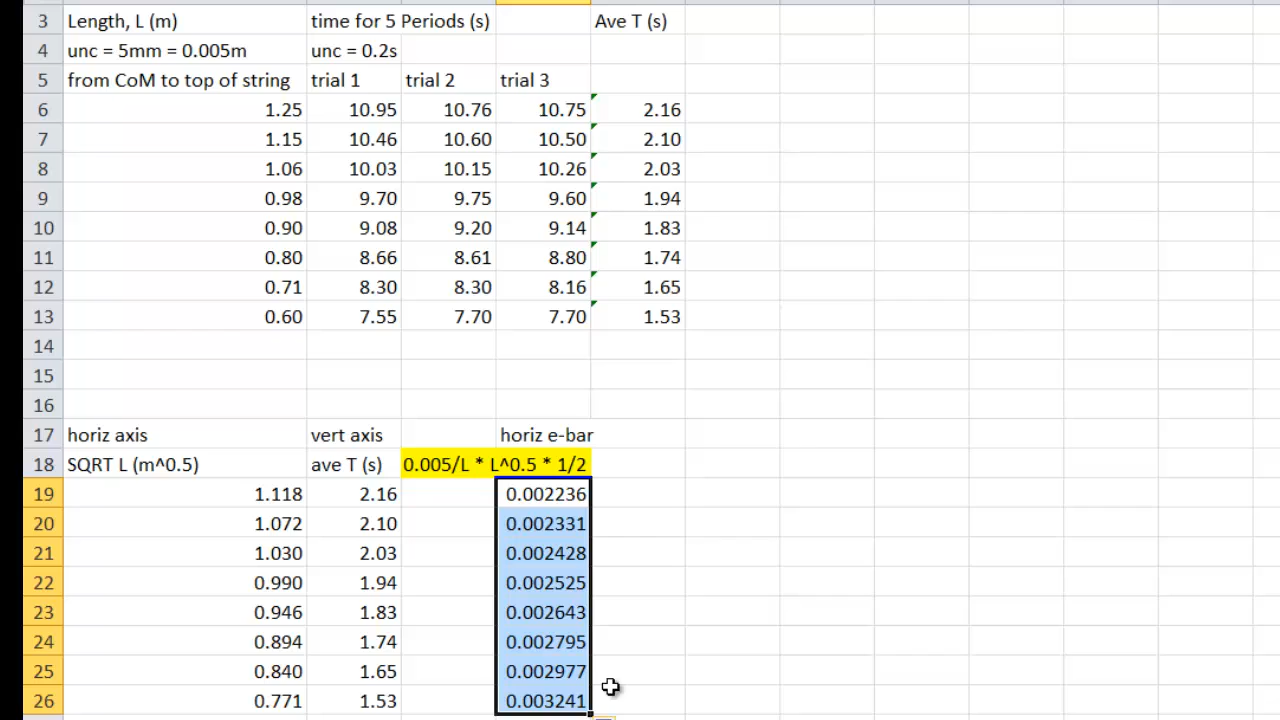 3 Length, L (m) time for 5 Periods (s) Ave T (s)
4 unc = 5mm = 0.005m unc = 0.2s
5 from CoM to top of string trial 1 trial 2 trial 3
6 1.25 10.95 10.76 10.75 2.16
7 1.15 10.46 10.60 10.50 2.10
8 1.06 10.03 10.15 10.26 2.03
9 0.98 9.70 9.75 9.60 1.94
10 0.90 9.08 9.20 9.14 1.83
11 0.80 8.66 8.61 8.80 1.74
12 0.71 8.30 8.30 8.16 1.65
13 0.60 7.55 7.70 7.70 1.53
14
15
16
17 horiz axis vert axis horiz e-bar
18 SQRT L (m^0.5) ave T (s) 0.005/L * L^0.5 * 1/2
19 1.118 2.16 0.002236
20 1.072 2.10 0.002331
21 1.030 2.03 0.002428
22 0.990 1.94 0.002525
23 0.946 1.83 0.002643
24 0.894 1.74 0.002795
25 0.840 1.65 0.002977
26 0.771 1.53 0.003241